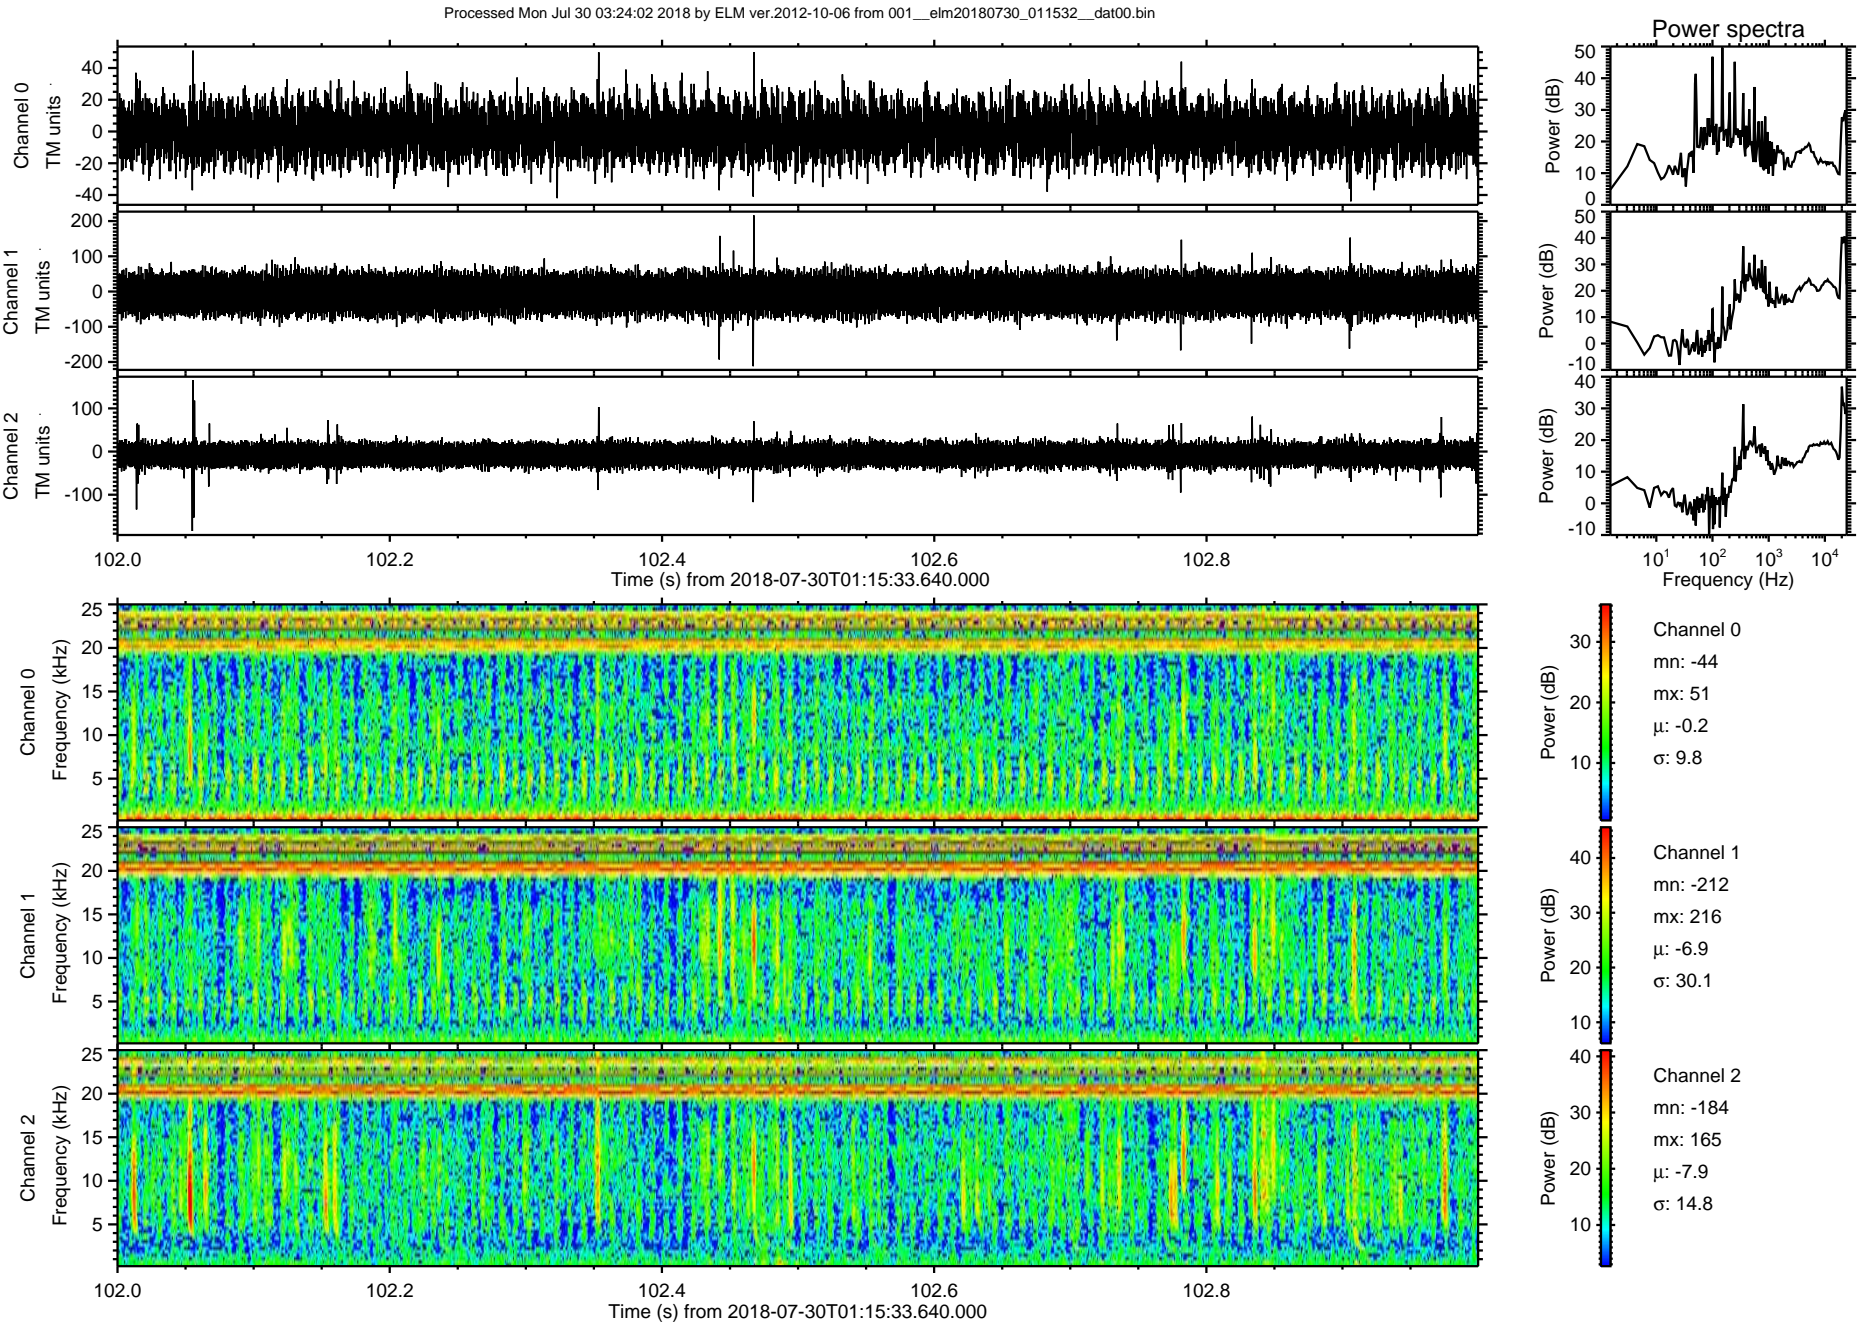 Processed Mon Jul 30 03:24:02 2018 by ELM ver.2012-10-06 from 001__elm20180730_011532__dat00.bin
Power spectra
Channel 0
TM units
40
20
0
-20
-40
Power (dB)
50
40
30
20
10
0
Channel 1
TM units
200
100
0
-100
-200
Power (dB)
50
40
30
20
10
0
-10
Channel 2
TM units
100
0
-100
Power (dB)
40
30
20
10
0
-10
102.0 102.2 102.4 102.6 102.8
Time (s) from 2018-07-30T01:15:33.640.000
10^1 10^2 10^3 10^4
Frequency (Hz)
Channel 0
Frequency (kHz)
25
20
15
10
5
Power (dB)
30
20
10
Channel 0
mn: -44
mx: 51
μ: -0.2
σ: 9.8
Channel 1
Frequency (kHz)
25
20
15
10
5
Power (dB)
40
30
20
10
Channel 1
mn: -212
mx: 216
μ: -6.9
σ: 30.1
Channel 2
Frequency (kHz)
25
20
15
10
5
Power (dB)
40
30
20
10
Channel 2
mn: -184
mx: 165
μ: -7.9
σ: 14.8
102.0 102.2 102.4 102.6 102.8
Time (s) from 2018-07-30T01:15:33.640.000